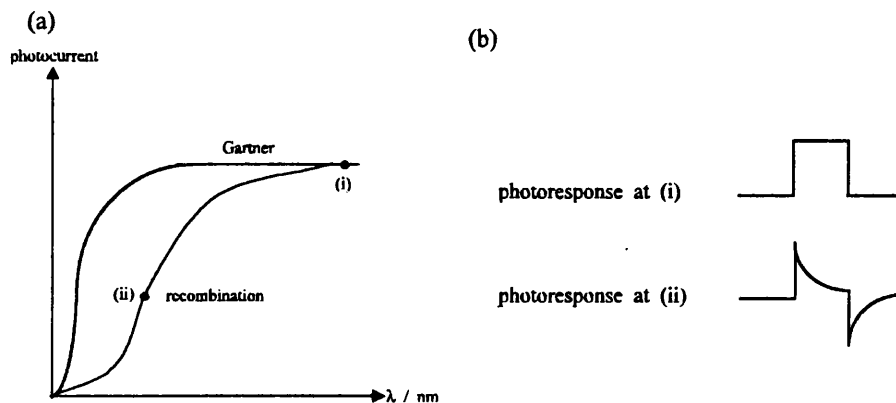 (a)
photocurrent
Gartner
(i)
(ii)
recombination
λ / nm
(b)
photoresponse at (i)
photoresponse at (ii)